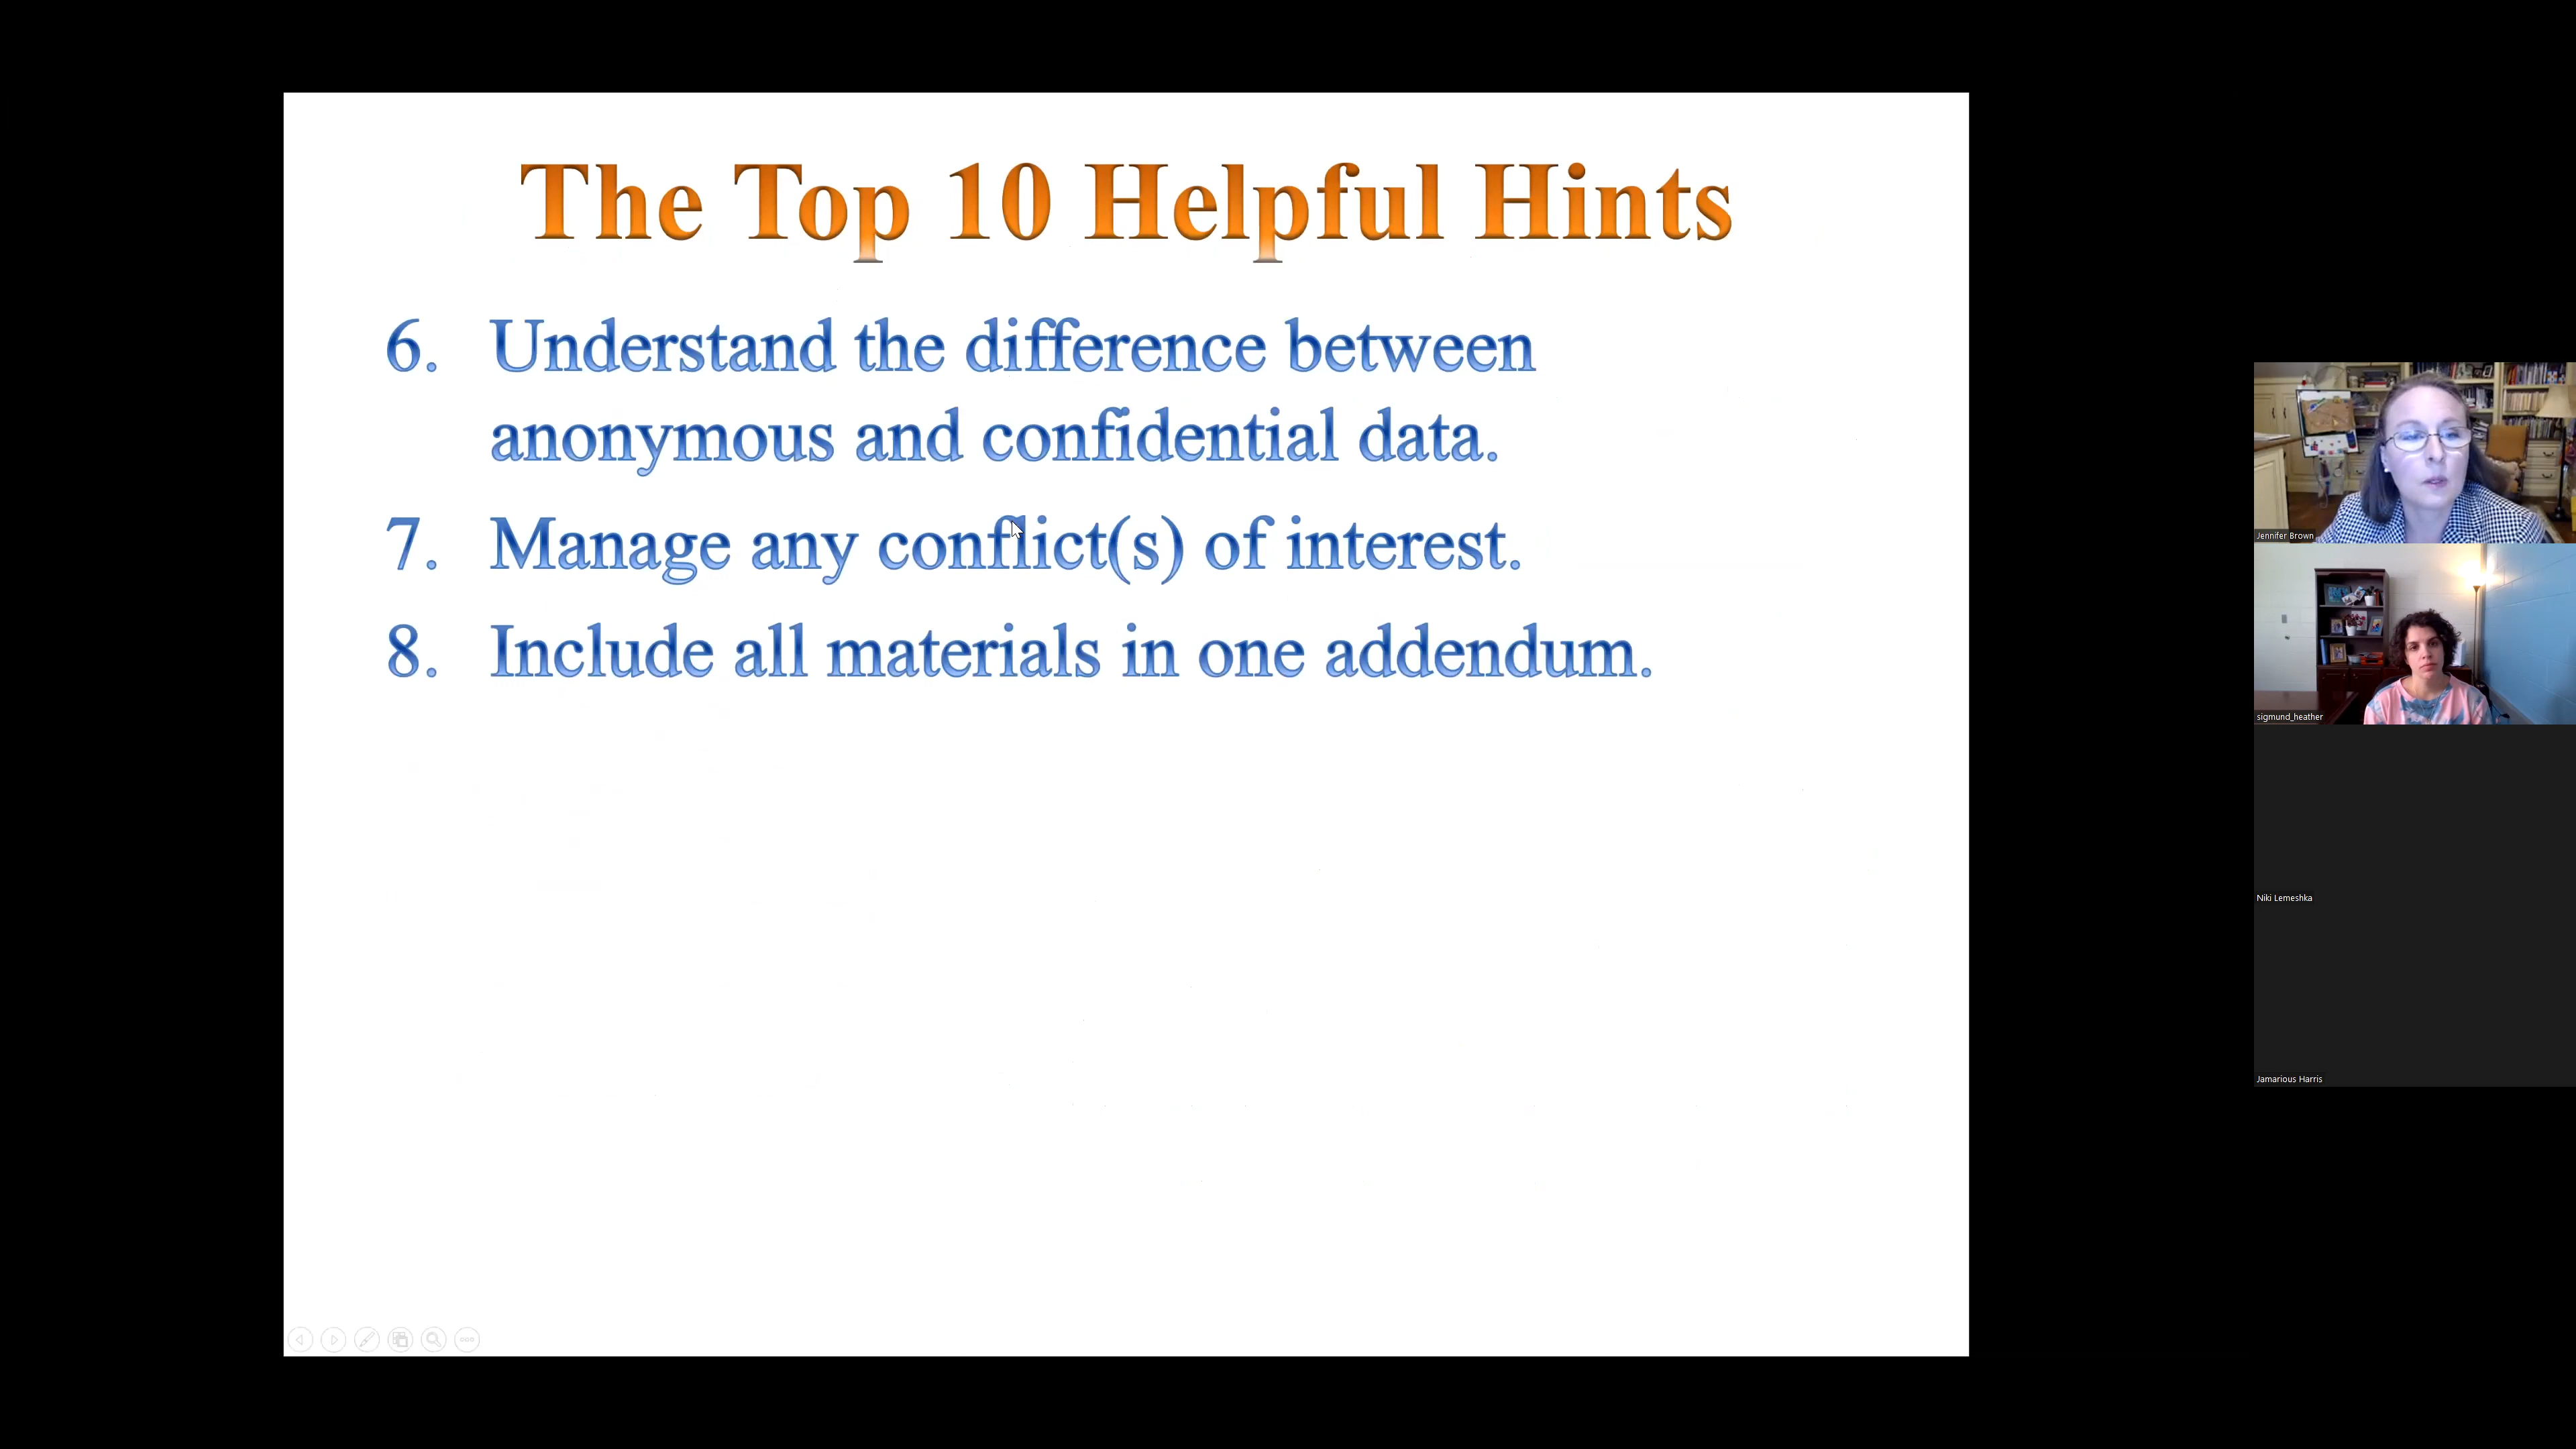 The Top 10 Helpful Hints
6. Understand the difference between
anonymous and confidential data.
7. Manage any conflict(s) of interest.
8. Include all materials in one addendum.
Jennifer Brown
sigmund_heather
Niki Lemeshka
Jamarious Harris